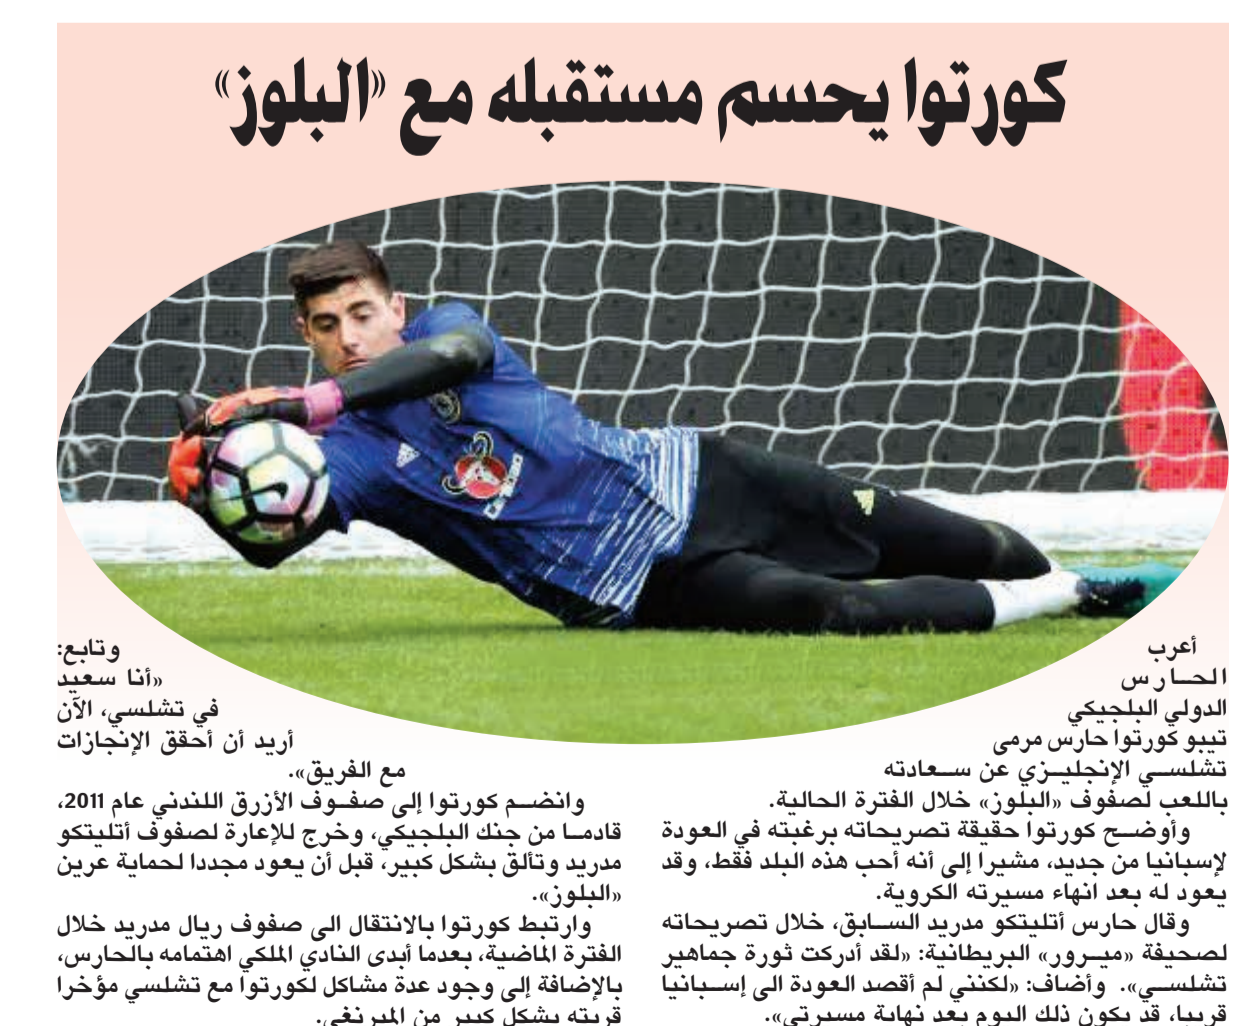 كورتوا يحسم مستقبله مع «البلوز»
أعرب
الحارس
الدولي البلجيكي
تيبو كورتوا حارس مرمى
تشلسي الإنجليزي عن سعادته
باللعب لصفوف «البلوز» خلال الفترة الحالية.
وأوضح كورتوا حقيقة تصريحاته برغبته في العودة
لإسبانيا من جديد، مشيرا إلى أنه أحب هذه البلد فقط، وقد
يعود له بعد انهاء مسيرته الكروية.
وقال حارس أتليتكو مدريد السابق، خلال تصريحاته
لصحيفة «ميرور» البريطانية: «لقد أدركت ثورة جماهير
تشلسي». وأضاف: «لكنني لم أقصد العودة الى إسبانيا
قريبا، قد يكون ذلك اليوم بعد نهاية مسيرتي».
وتابع:
«أنا سعيد
في تشلسي، الآن
أريد أن أحقق الإنجازات
مع الفريق».
وانضم كورتوا إلى صفوف الأزرق اللندني عام 2011،
قادما من جنك البلجيكي، وخرج للإعارة لصفوف أتليتكو
مدريد وتألق بشكل كبير، قبل أن يعود مجددا لحماية عرين
«البلوز».
وارتبط كورتوا بالانتقال الى صفوف ريال مدريد خلال
الفترة الماضية، بعدما أبدى النادي الملكي اهتمامه بالحارس،
بالإضافة إلى وجود عدة مشاكل لكورتوا مع تشلسي مؤخرا
قربته بشكل كبير من الميرنغي.